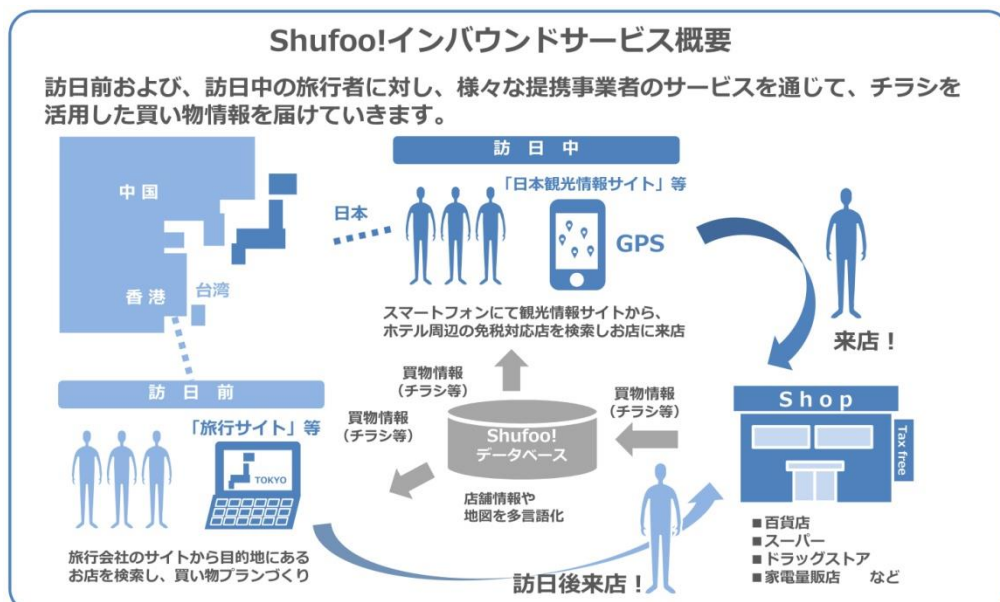 Shufoo!インバウンドサービス概要
訪日前および、訪日中の旅行者に対し、様々な提携事業者のサービスを通じて、チラシを
活用した買い物情報を届けていきます。
中国
香港
台湾
日本
訪日中
「日本観光情報サイト」等
GPS
スマートフォンにて観光情報サイトから、
ホテル周辺の免税対応店を検索しお店に来店
来店！
訪日前
「旅行サイト」等
TOKYO
旅行会社のサイトから目的地にある
お店を検索し、買い物プランづくり
買物情報
（チラシ等）
買物情報
（チラシ等）
買物情報
（チラシ等）
Shufoo!
データベース
店舗情報や
地図を多言語化
訪日後来店！
Shop
Tax free
■百貨店
■スーパー
■ドラッグストア
■家電量販店　など